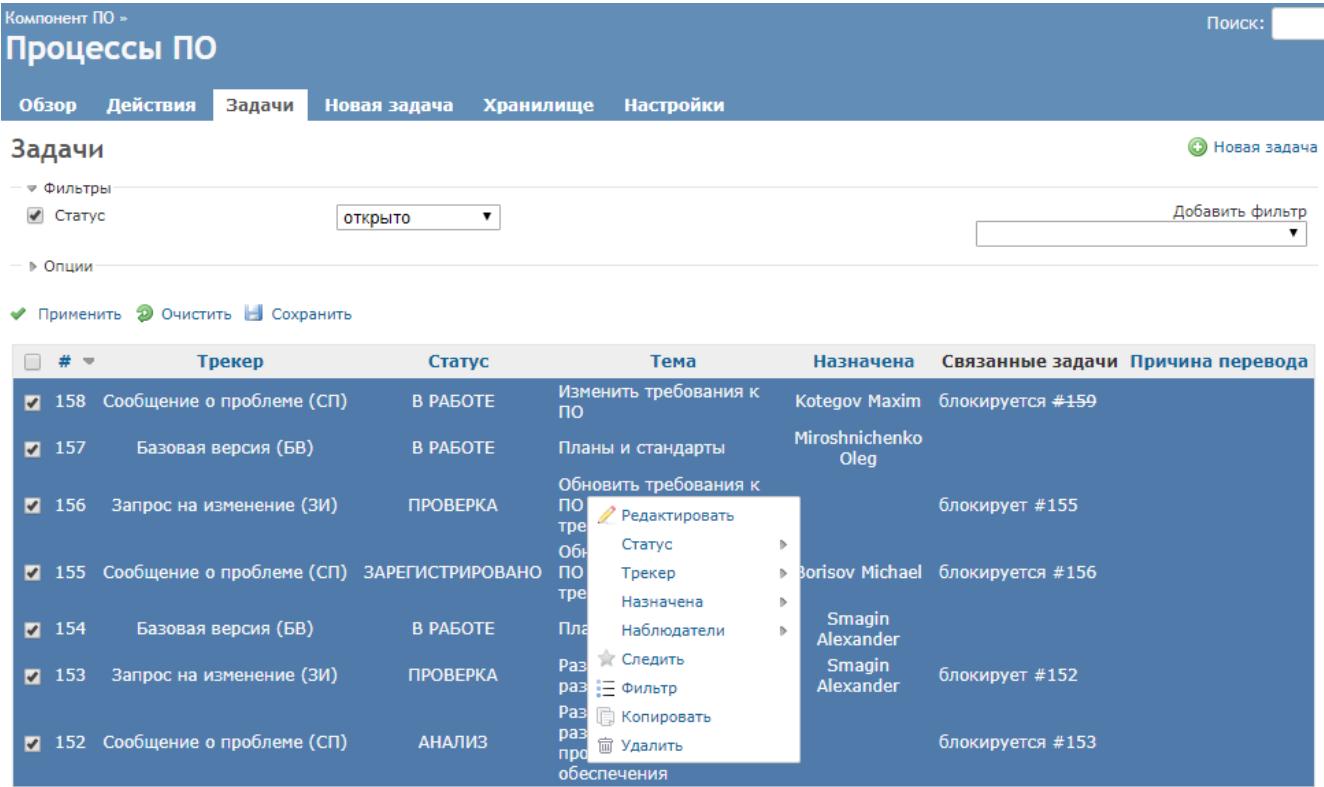 Компонент ПО »
Поиск:
Процессы ПО
Обзор Действия Задачи Новая задача Хранилище Настройки
Задачи
Новая задача
Фильтры
Статус открыто Добавить фильтр
Опции
Применить Очистить Сохранить
# Трекер Статус Тема Назначена Связанные задачи Причина перевода
158 Сообщение о проблеме (СП) В РАБОТЕ Изменить требования к ПО Kotegov Maxim блокируется #159
157 Базовая версия (БВ) В РАБОТЕ Планы и стандарты Miroshnichenko Oleg
156 Запрос на изменение (ЗИ) ПРОВЕРКА Обновить требования к ПО блокирует #155
155 Сообщение о проблеме (СП) ЗАРЕГИСТРИРОВАНО ПО Borisov Michael блокируется #156
154 Базовая версия (БВ) В РАБОТЕ Smagin Alexander
153 Запрос на изменение (ЗИ) ПРОВЕРКА Smagin Alexander блокирует #152
152 Сообщение о проблеме (СП) АНАЛИЗ обеспечения блокируется #153
Редактировать
Статус
Трекер
Назначена
Наблюдатели
Следить
Фильтр
Копировать
Удалить